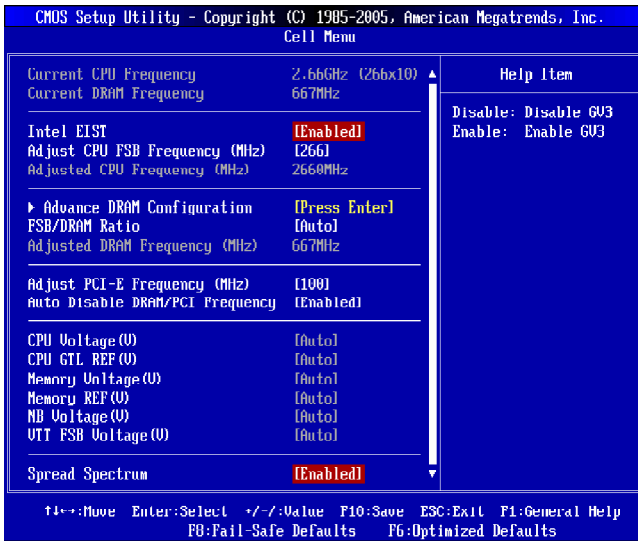 CMOS Setup Utility - Copyright (C) 1985-2005, American Megatrends, Inc.
Cell Menu
Current CPU Frequency 2.66GHz (266x10)
Current DRAM Frequency 667MHz
Intel EIST [Enabled]
Adjust CPU FSB Frequency (MHz) [266]
Adjusted CPU Frequency (MHz) 2660MHz
Advance DRAM Configuration [Press Enter]
FSB/DRAM Ratio [Auto]
Adjusted DRAM Frequency (MHz) 667MHz
Adjust PCI-E Frequency (MHz) [100]
Auto Disable DRAM/PCI Frequency [Enabled]
CPU Voltage(V) [Auto]
CPU GTL REF(V) [Auto]
Memory Voltage(V) [Auto]
Memory REF(V) [Auto]
NB Voltage(V) [Auto]
VTT FSB Voltage(V) [Auto]
Spread Spectrum [Enabled]
Help Item
Disable: Disable GV3
Enable: Enable GV3
↑↓←→:Move Enter:Select +/-/:Value F10:Save ESC:Exit F1:General Help
F8:Fail-Safe Defaults F6:Optimized Defaults